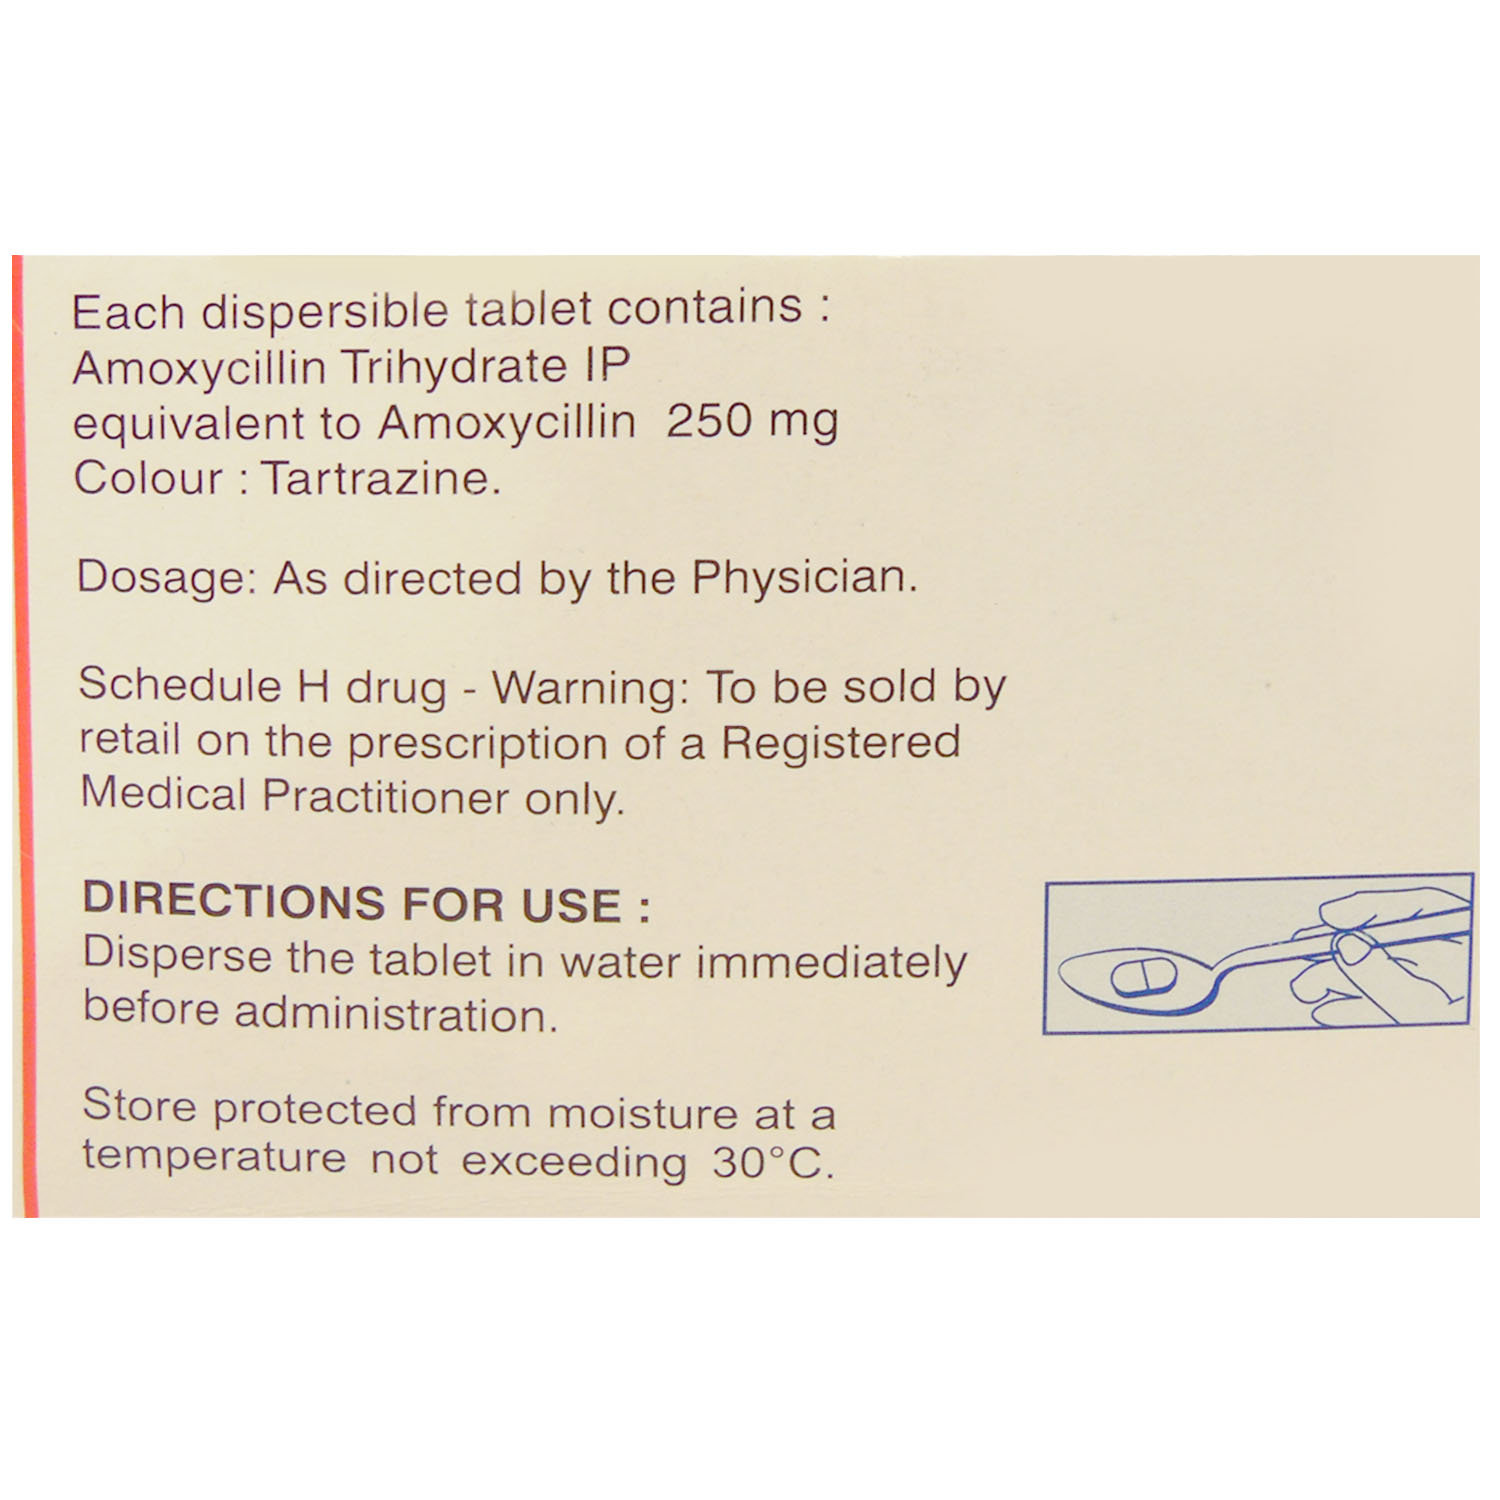 Each dispersible tablet contains :
Amoxycillin Trihydrate IP
equivalent to Amoxycillin 250 mg
Colour : Tartrazine.
Dosage: As directed by the Physician.
Schedule H drug - Warning: To be sold by
retail on the prescription of a Registered
Medical Practitioner only.
DIRECTIONS FOR USE :
Disperse the tablet in water immediately
before administration.
Store protected from moisture at a
temperature not exceeding 30°C.